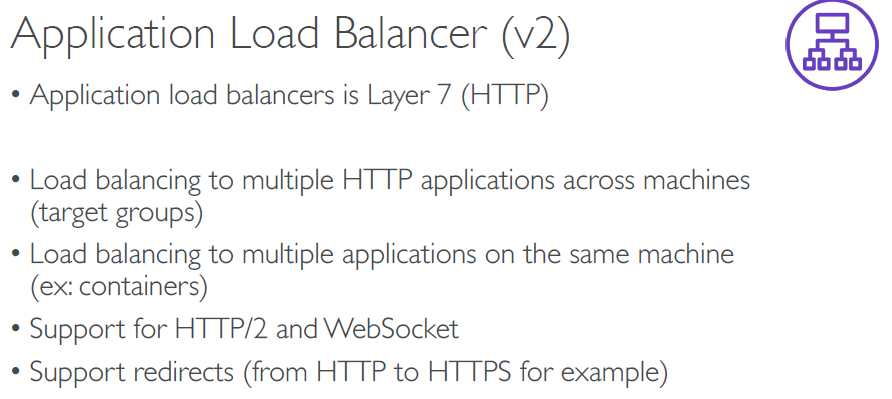 Application Load Balancer (v2)
• Application load balancers is Layer 7 (HTTP)
• Load balancing to multiple HTTP applications across machines
(target groups)
• Load balancing to multiple applications on the same machine
(ex: containers)
• Support for HTTP/2 and WebSocket
• Support redirects (from HTTP to HTTPS for example)